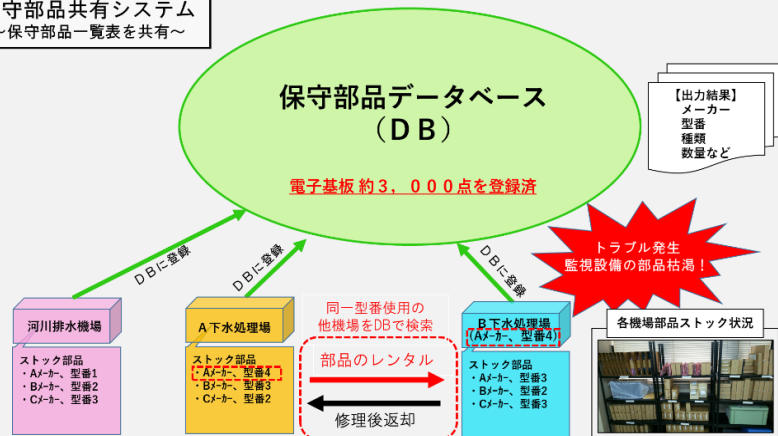 守部品共有システム
~保守部品一覧表を共有~
保守部品データベース
(DB)
電子基板 約3,000点を登録済
【出力結果】
メーカー
型番
種類
数量など
DBに登録
DBに登録
DBに登録
トラブル発生
監視設備の部品枯渇!
河川排水機場
ストック部品
・Aメーカー、型番1
・Bメーカー、型番2
・Cメーカー、型番3
A下水処理場
ストック部品
・Aメーカー、型番4
・Bメーカー、型番3
・Cメーカー、型番2
同一型番使用の
他機場をDBで検索
部品のレンタル
修理後返却
B下水処理場
(Aメーカー、型番4)
ストック部品
・Aメーカー、型番3
・Bメーカー、型番2
・Cメーカー、型番3
各機場部品ストック状況